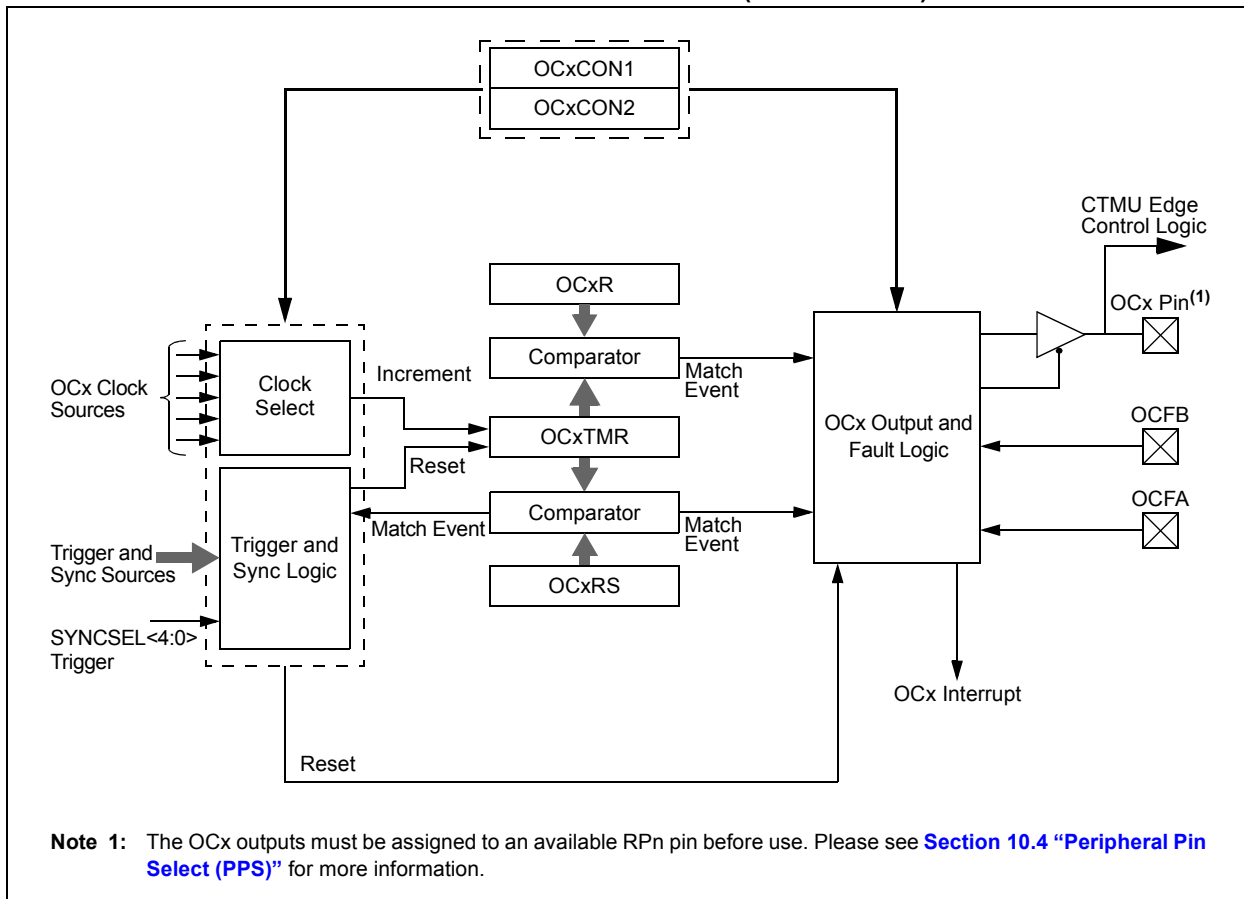 OCxCON1
OCxCON2
CTMU Edge
Control Logic
OCxR
OCx Pin(1)
Comparator
Match
Event
Increment
OCx Clock
Sources
Clock
Select
OCxTMR
OCx Output and
Fault Logic
OCFB
Reset
Comparator
Match Event
Match
Event
OCFA
Trigger and
Sync Sources
Trigger and
Sync Logic
OCxRS
SYNCSEL<4:0>
Trigger
OCx Interrupt
Reset
Note 1: The OCx outputs must be assigned to an available RPn pin before use. Please see Section 10.4 “Peripheral Pin
Select (PPS)” for more information.